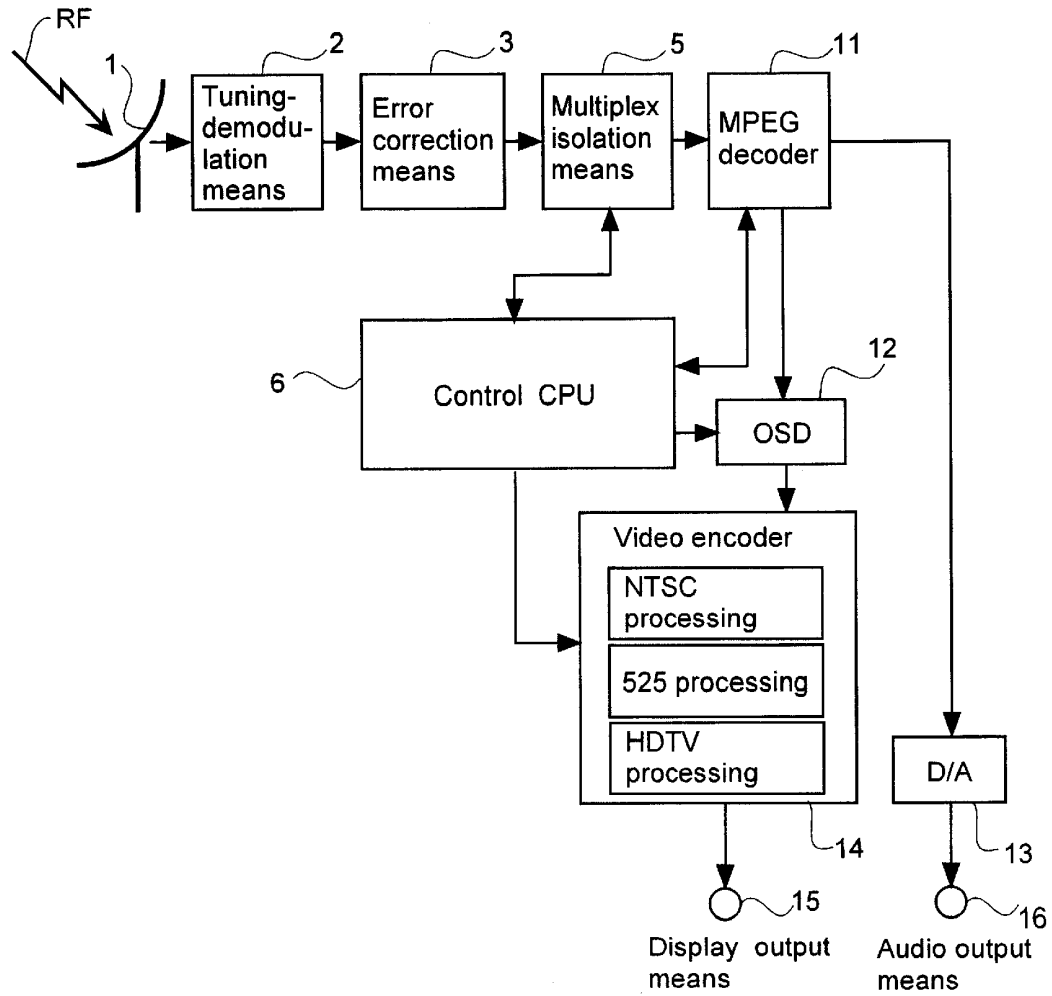 RF
1
2
3
5
11
Tuning-
demodu-
lation
means
Error
correction
means
Multiplex
isolation
means
MPEG
decoder
6
Control CPU
12
OSD
Video encoder
NTSC
processing
525 processing
HDTV
processing
D/A
14
13
15
16
Display output
means
Audio output
means